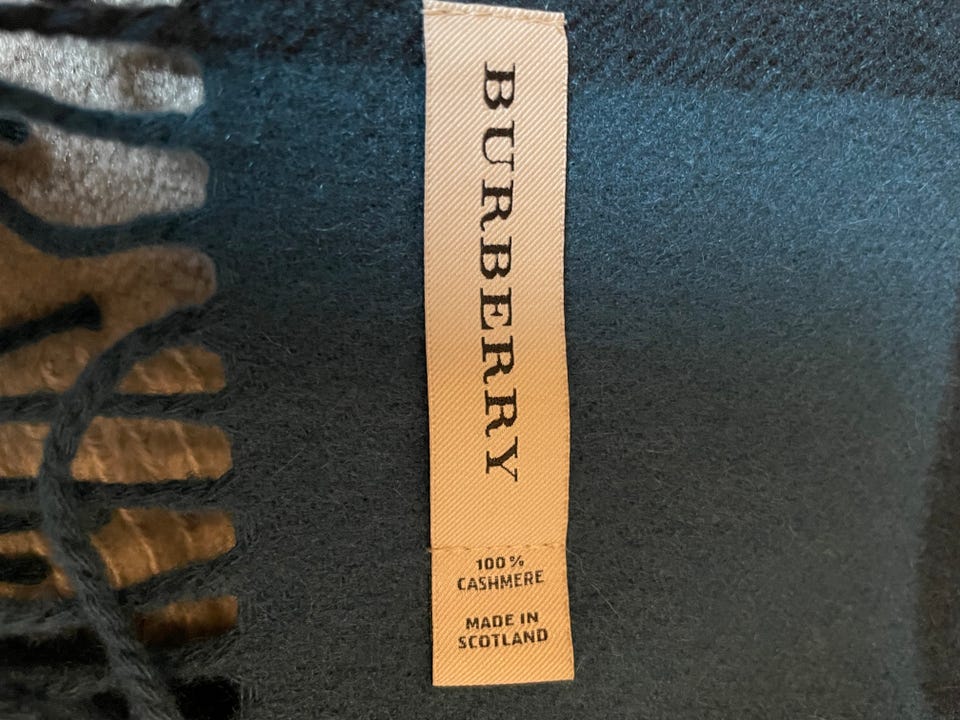 BURBERRY
100%
CASHMERE
MADE IN
SCOTLAND